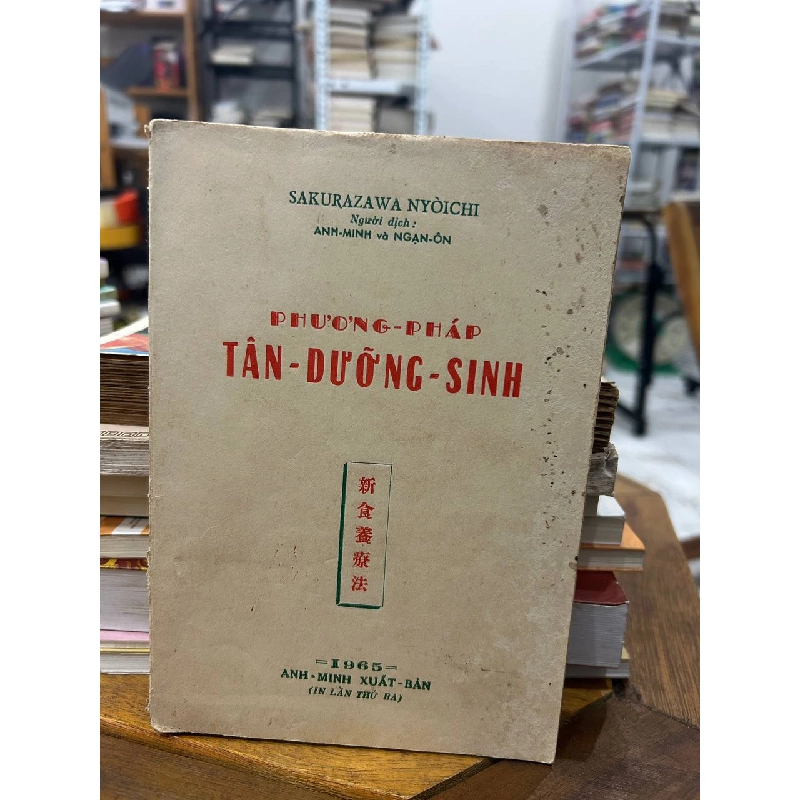 SAKURAZAWA NYÒICHI
Người dịch :
ANH-MINH và NGẠN-ÔN
PHƯƠNG-PHÁP
TÂN-DƯỠNG-SINH
新食養療法
=1965=
ANH-MINH XUẤT-BẢN
(IN LẦN THỨ BA)